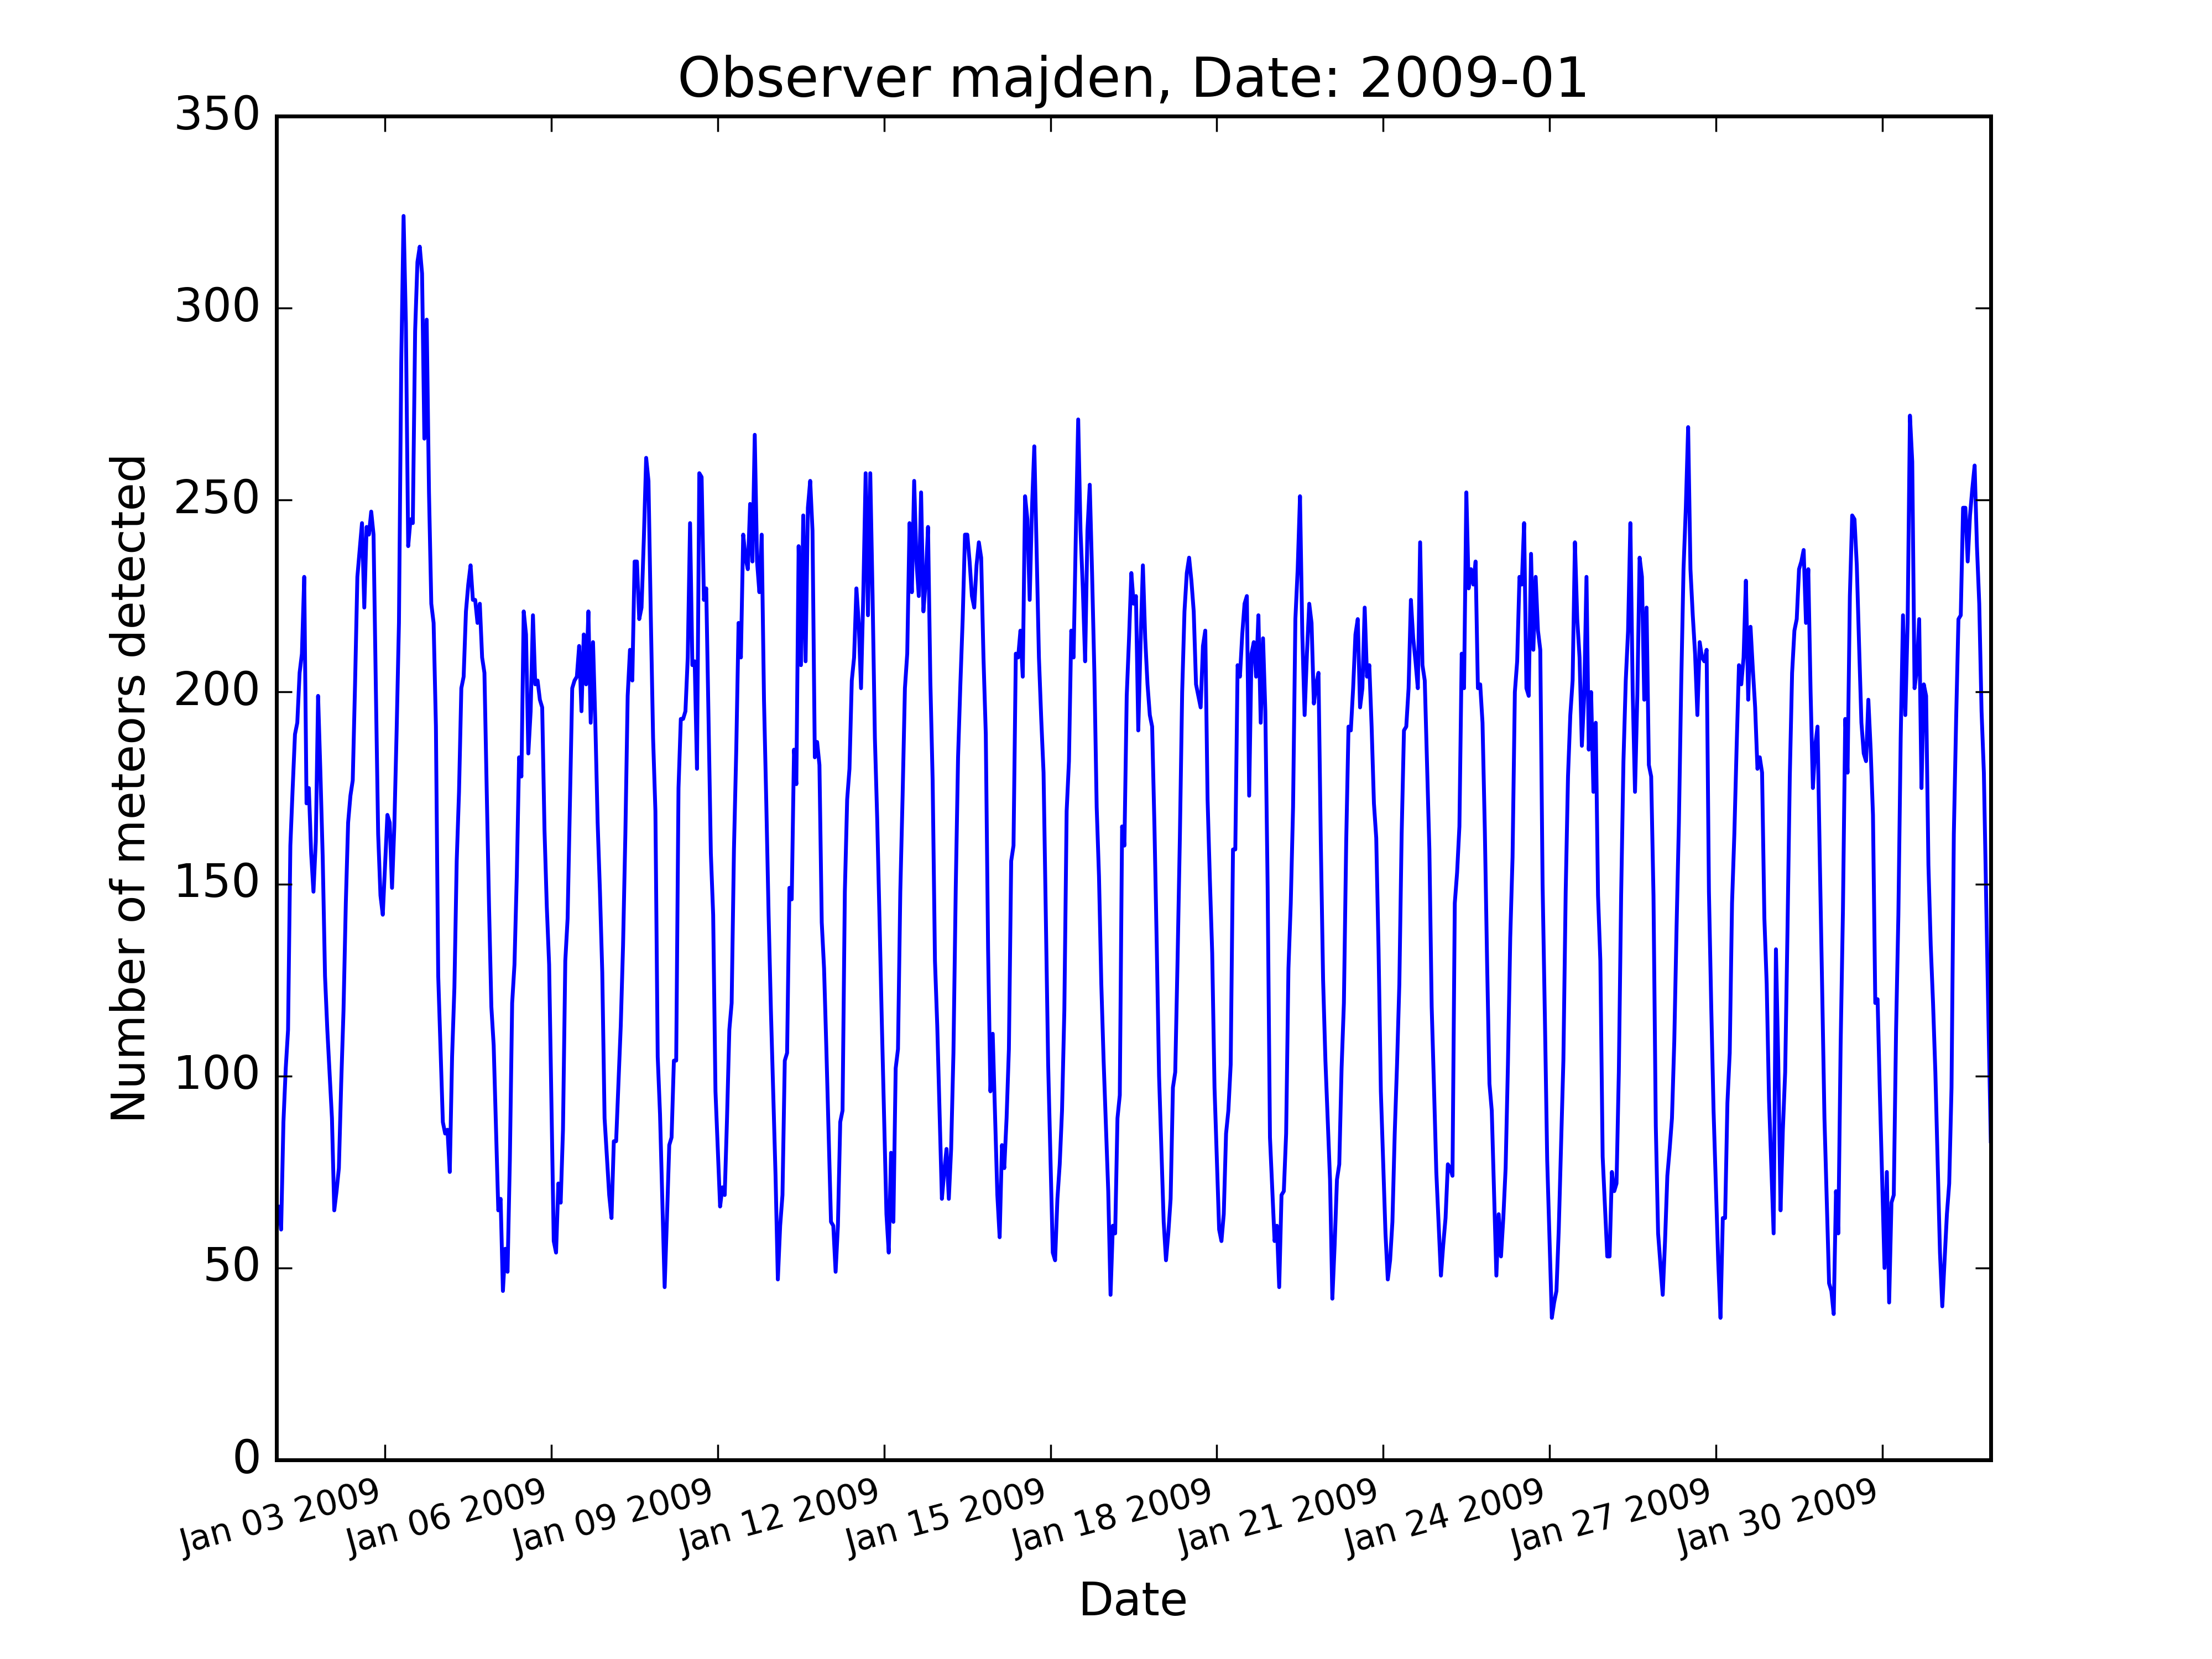 Observer majden, Date: 2009-01
350
300
250
200
150
100
50
0
Number of meteors detected
Jan 03 2009
Jan 06 2009
Jan 09 2009
Jan 12 2009
Jan 15 2009
Jan 18 2009
Jan 21 2009
Jan 24 2009
Jan 27 2009
Jan 30 2009
Date